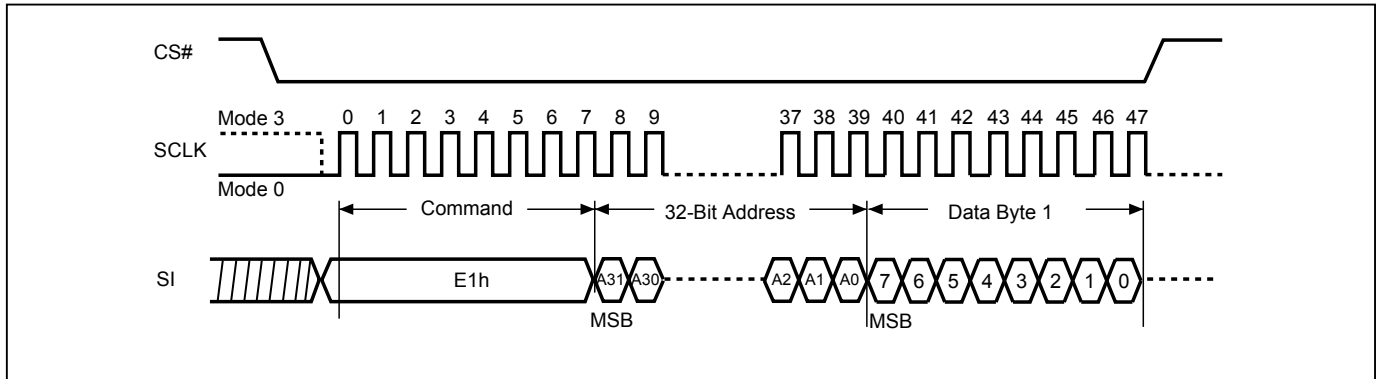 CS#
Mode 3
0 1 2 3 4 5 6 7 8 9 37 38 39 40 41 42 43 44 45 46 47
SCLK
Mode 0
Command 32-Bit Address Data Byte 1
SI E1h A31 A30 A2 A1 A0 7 6 5 4 3 2 1 0
MSB MSB